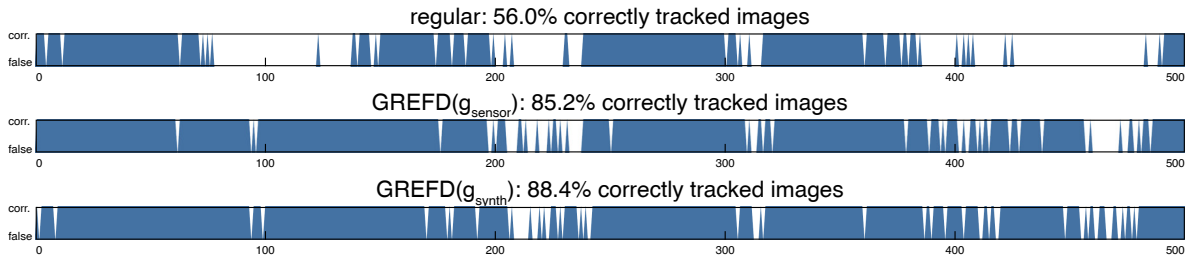 regular: 56.0% correctly tracked images
corr.
false
0 100 200 300 400 500
GREFD(g_sensor): 85.2% correctly tracked images
corr.
false
0 100 200 300 400 500
GREFD(g_synth): 88.4% correctly tracked images
corr.
false
0 100 200 300 400 500